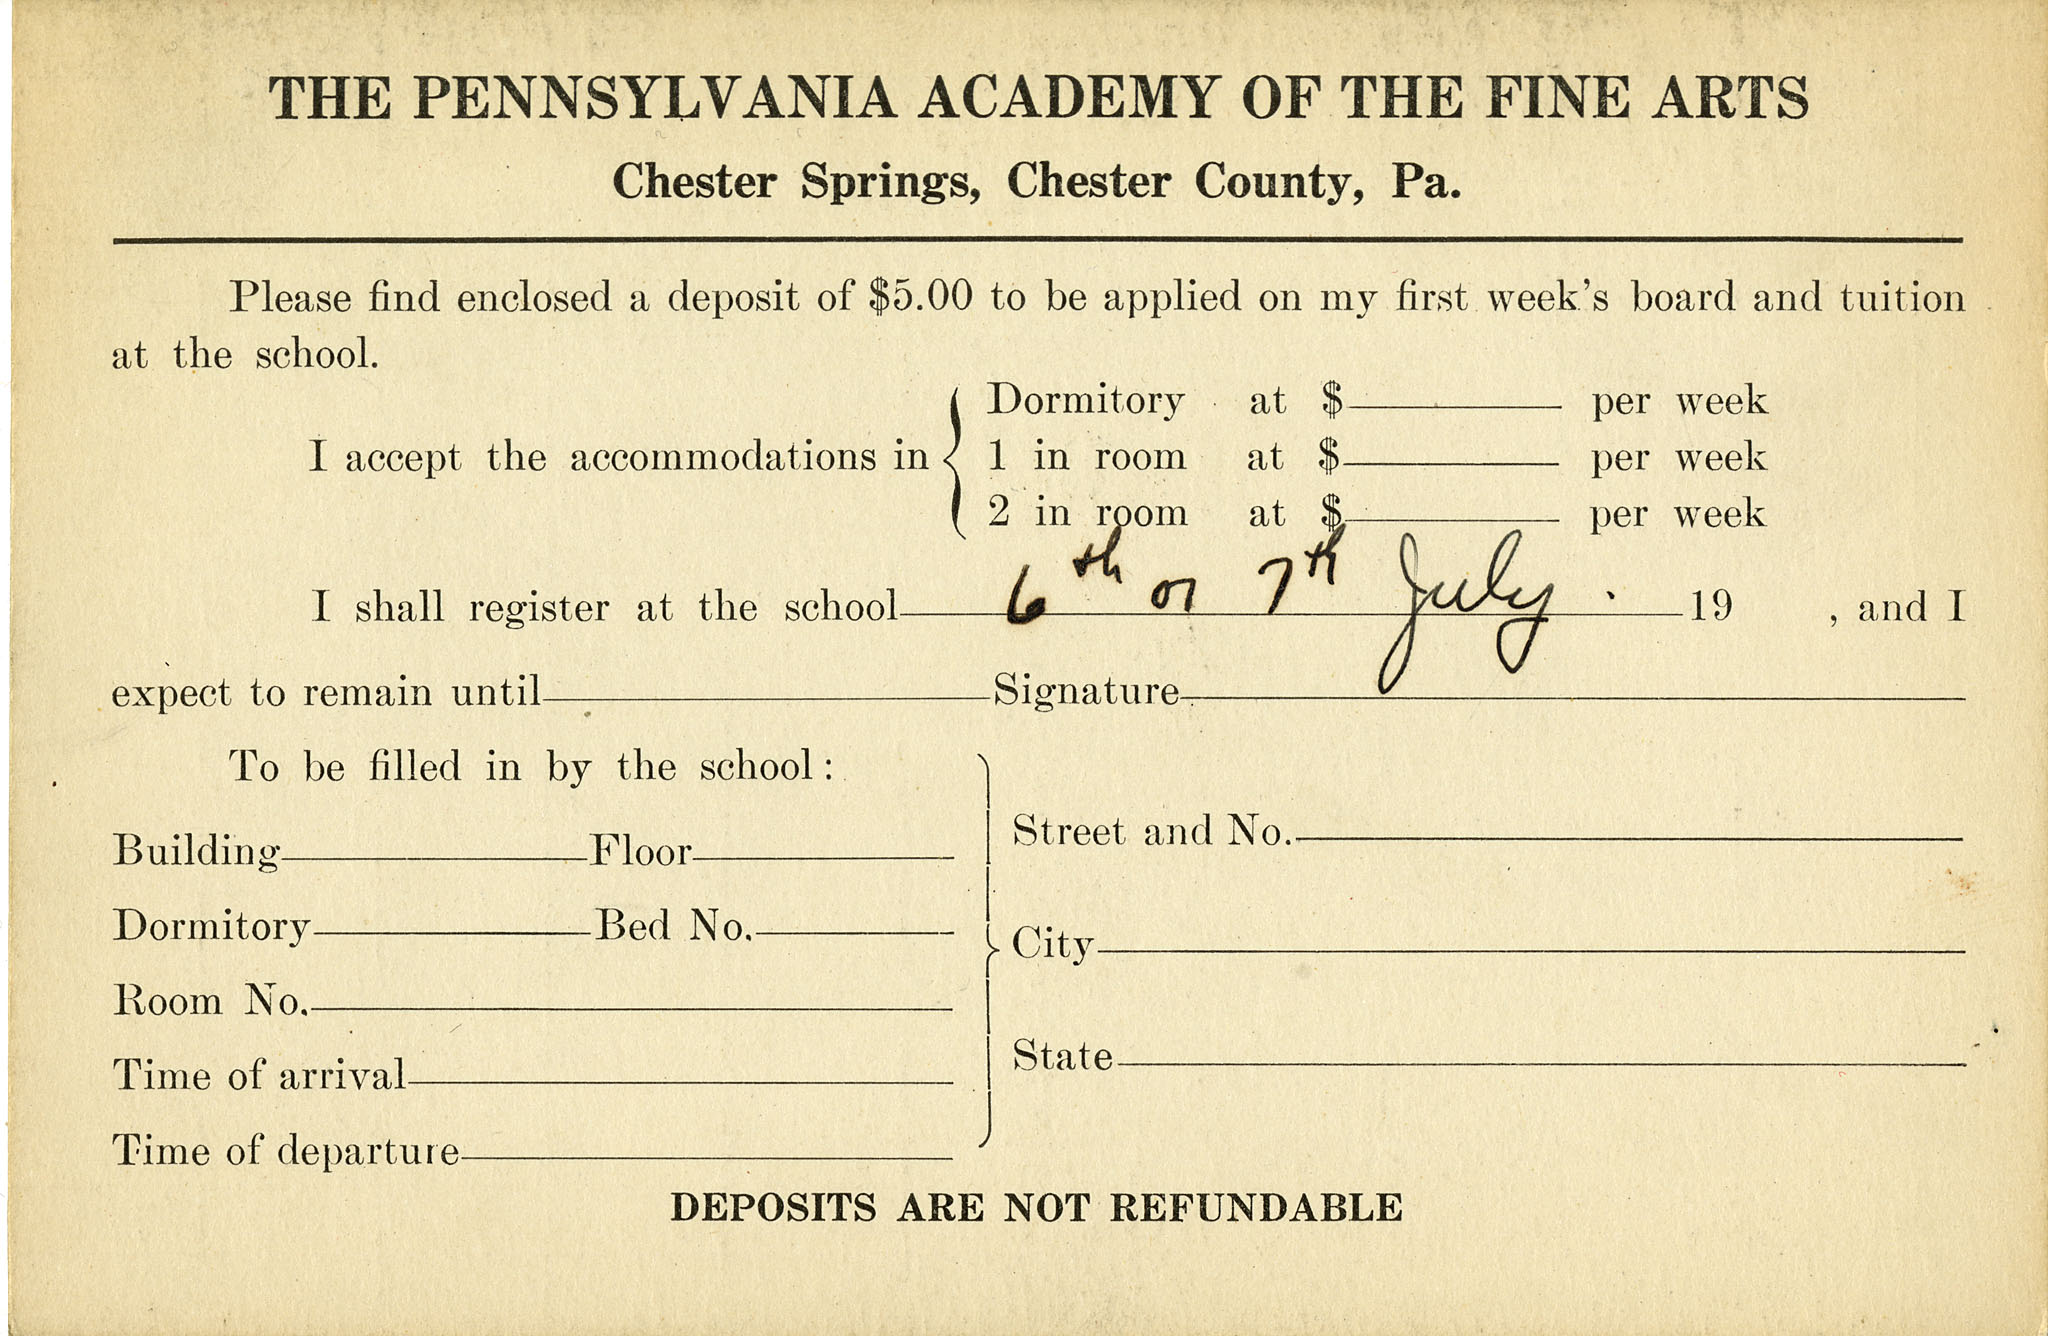 THE PENNSYLVANIA ACADEMY OF THE FINE ARTS
Chester Springs, Chester County, Pa.
Please find enclosed a deposit of $5.00 to be applied on my first week's board and tuition
at the school.
I accept the accommodations in
Dormitory at $ per week
1 in room at $ per week
2 in room at $ per week
I shall register at the school 6th or 7th July. 19 , and I
expect to remain until Signature
To be filled in by the school:
Building Floor
Dormitory Bed No.
Room No.
Time of arrival
Time of departure
Street and No.
City
State
DEPOSITS ARE NOT REFUNDABLE